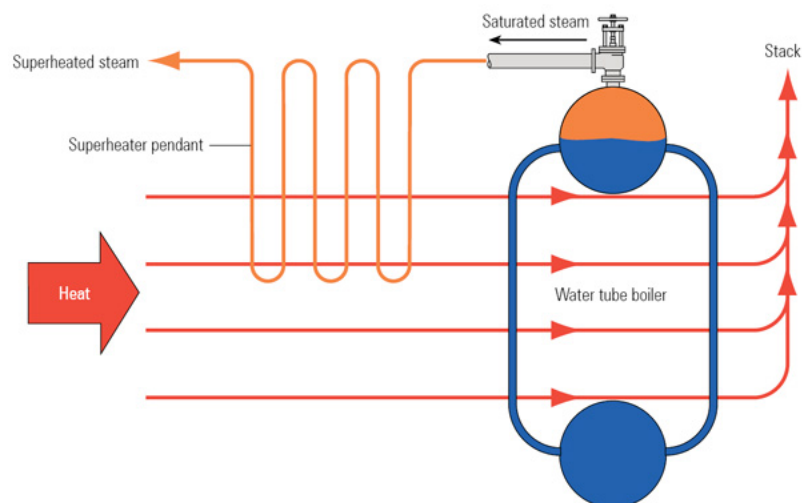 Saturated steam
Superheated steam
Stack
Superheater pendant
Heat
Water tube boiler